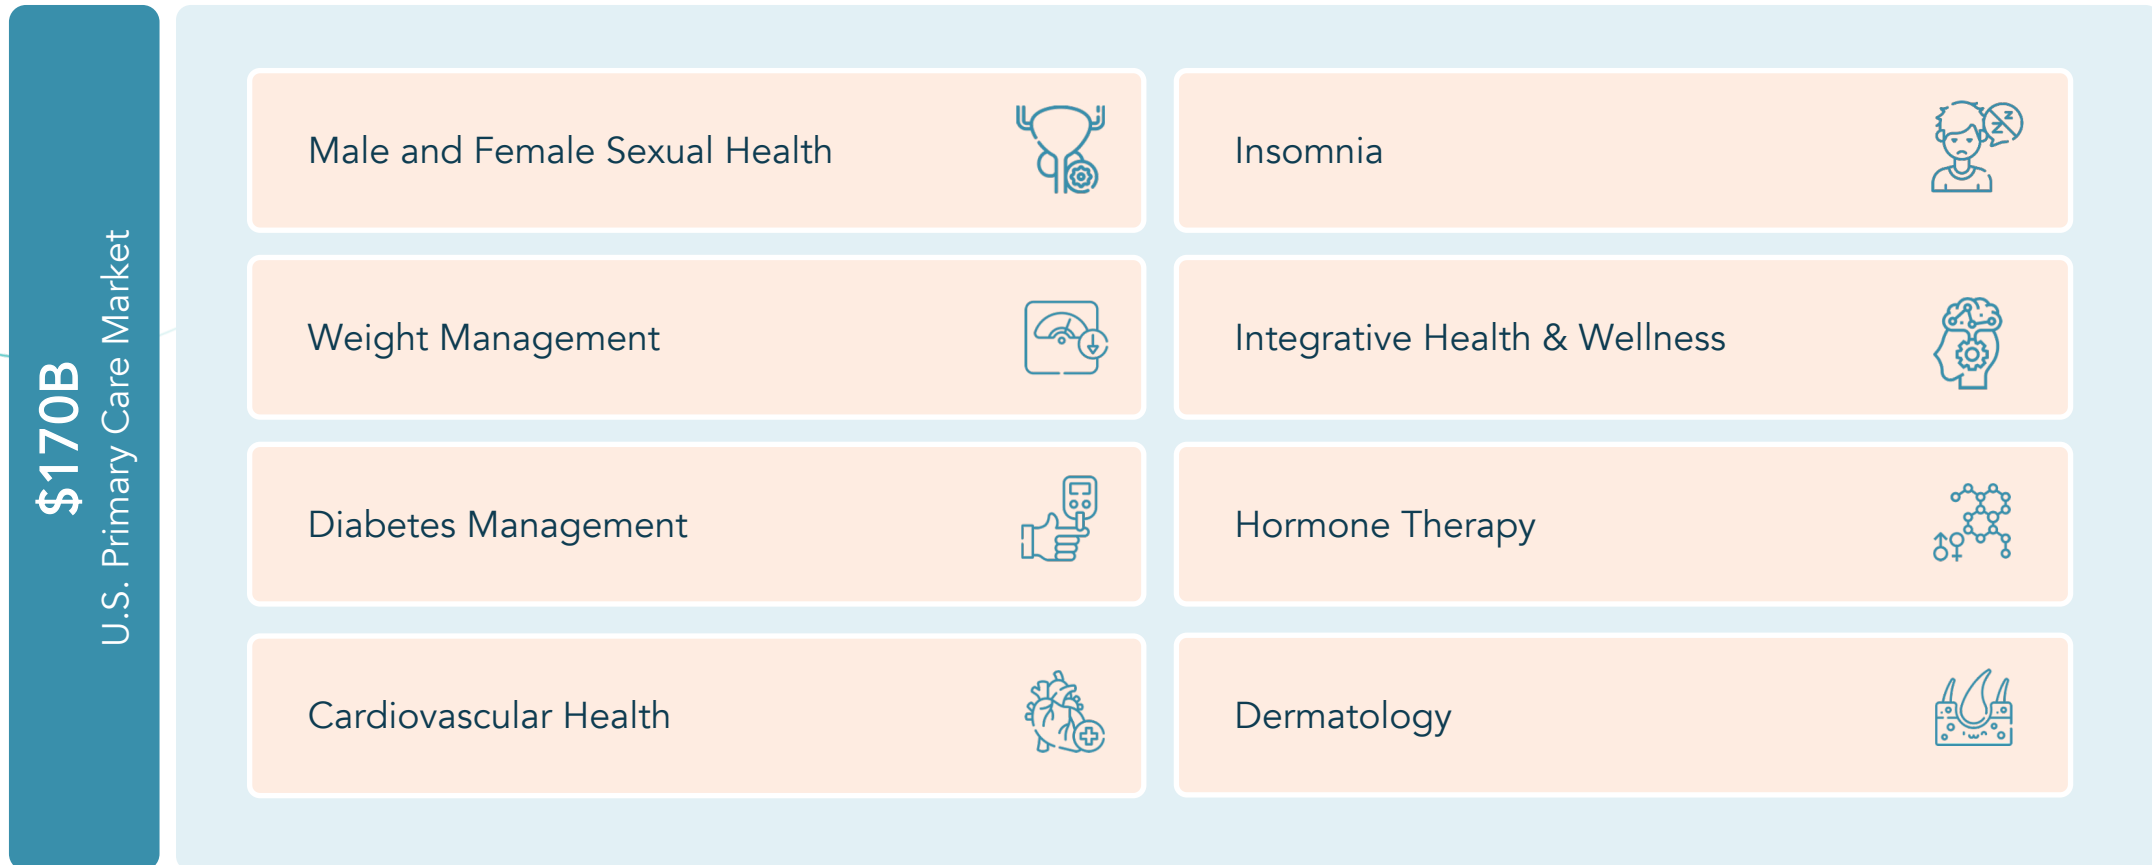 $170B
U.S. Primary Care Market
Male and Female Sexual Health
Insomnia
Weight Management
Integrative Health & Wellness
Diabetes Management
Hormone Therapy
Cardiovascular Health
Dermatology